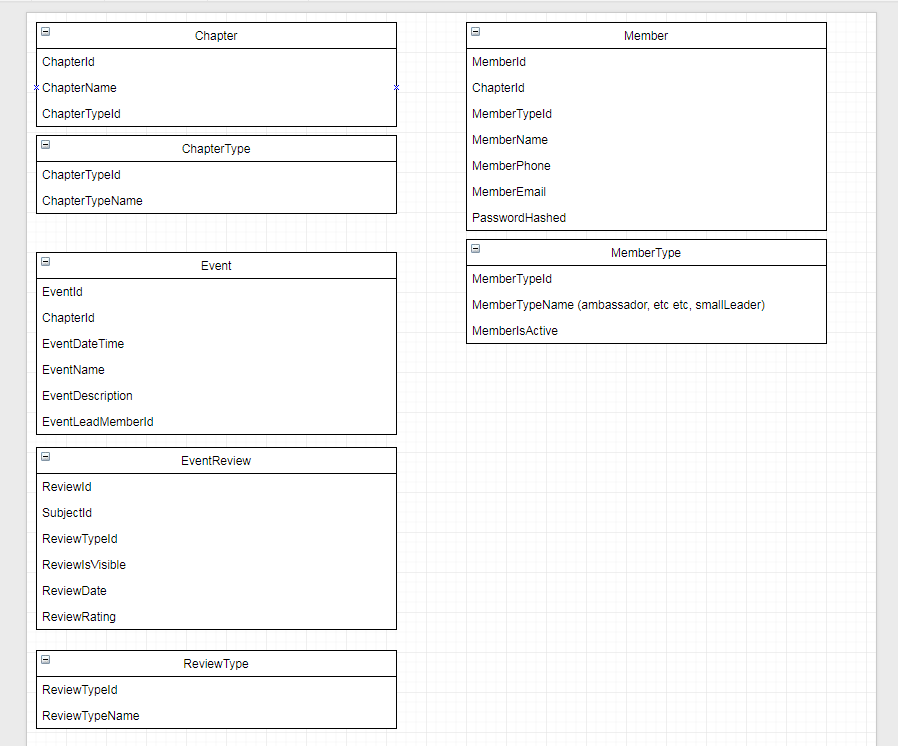 Chapter
ChapterId
ChapterName
ChapterTypeId
ChapterType
ChapterTypeId
ChapterTypeName
Event
EventId
ChapterId
EventDateTime
EventName
EventDescription
EventLeadMemberId
EventReview
ReviewId
SubjectId
ReviewTypeId
ReviewIsVisible
ReviewDate
ReviewRating
ReviewType
ReviewTypeId
ReviewTypeName
Member
MemberId
ChapterId
MemberTypeId
MemberName
MemberPhone
MemberEmail
PasswordHashed
MemberType
MemberTypeId
MemberTypeName (ambassador, etc etc, smallLeader)
MemberIsActive